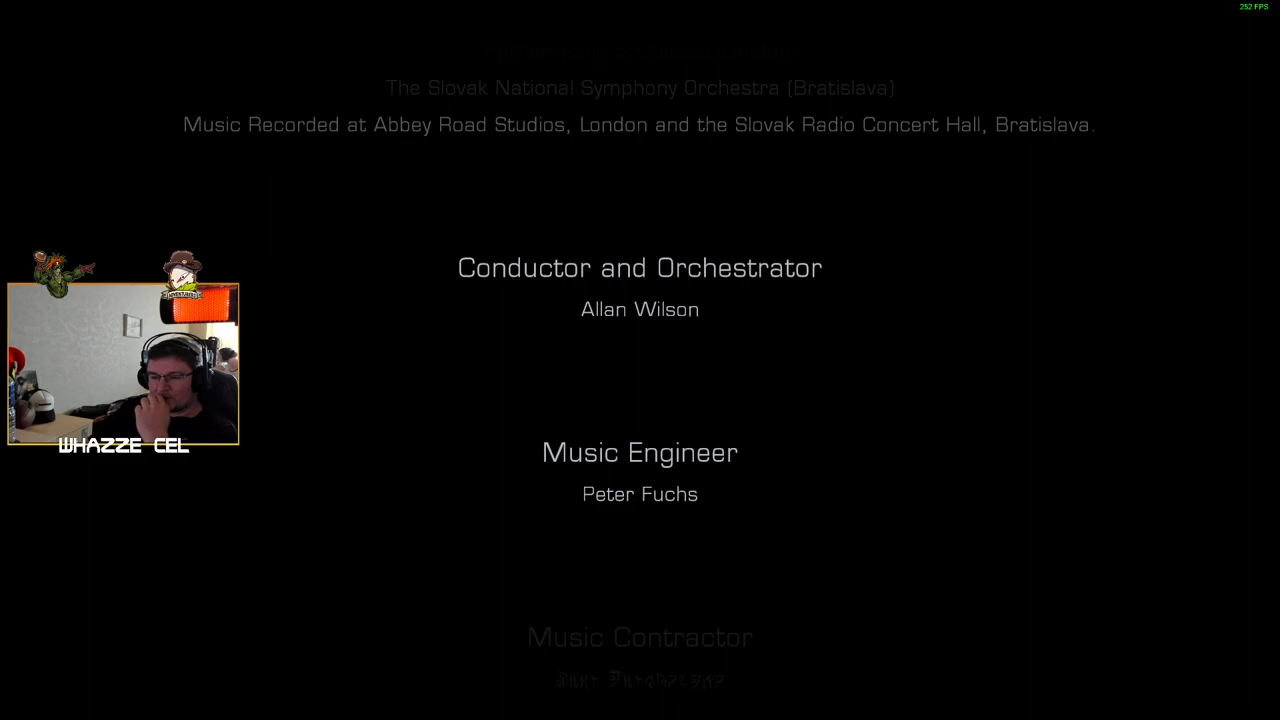 252 FPS
The Slovak National Symphony Orchestra (Bratislava)
Music Recorded at Abbey Road Studios, London and the Slovak Radio Concert Hall, Bratislava.
Conductor and Orchestrator
Allan Wilson
WHAZZE CEL
Music Engineer
Peter Fuchs
Music Contractor